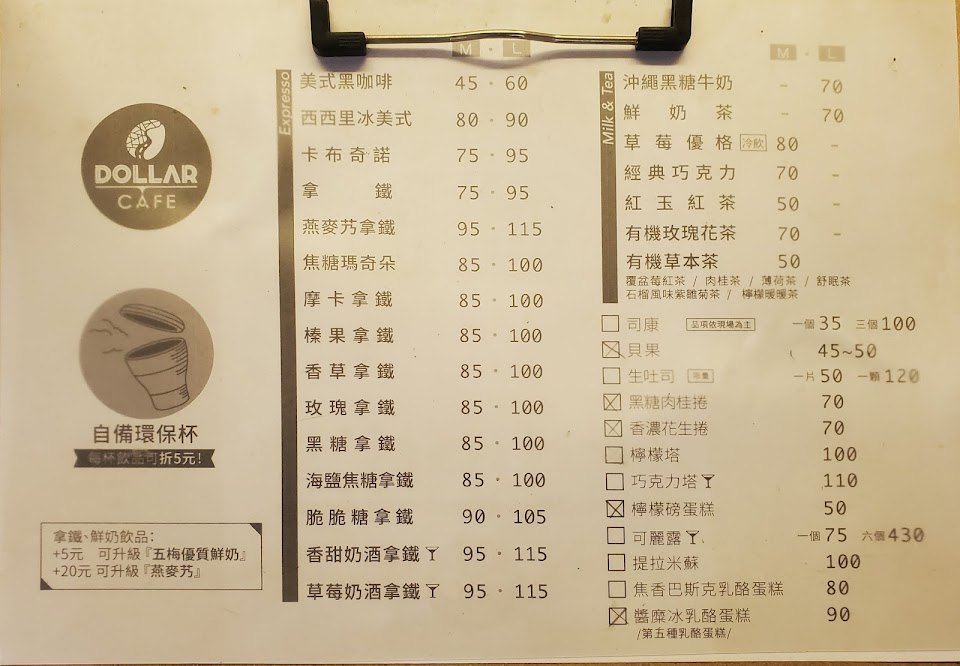 DOLLAR
CAFE
自備環保杯
每杯飲品可折5元!
拿鐵、鮮奶飲品:
+5元 可升級『五梅優質鮮奶』
+20元 可升級『燕麥艿』
Expresso
M · L
美式黑咖啡 45 · 60
西西里冰美式 80 · 90
卡布奇諾 75 · 95
拿鐵 75 · 95
燕麥艿拿鐵 95 · 115
焦糖瑪奇朵 85 · 100
摩卡拿鐵 85 · 100
榛果拿鐵 85 · 100
香草拿鐵 85 · 100
玫瑰拿鐵 85 · 100
黑糖拿鐵 85 · 100
海鹽焦糖拿鐵 85 · 100
脆脆糖拿鐵 90 · 105
香甜奶酒拿鐵 95 · 115
草莓奶酒拿鐵 95 · 115
Milk & Tea
M · L
沖繩黑糖牛奶 - 70
鮮奶茶 - 70
草莓優格 冷飲 80 -
經典巧克力 70 -
紅玉紅茶 50 -
有機玫瑰花茶 70 -
有機草本茶 50
覆盆莓紅茶 / 肉桂茶 / 薄荷茶 / 舒眠茶
石榴風味紫雛菊茶 / 檸檬暖暖茶
司康 品項依現場為主 一個35 三個100
貝果 45~50
生吐司 限量 一片50 一顆120
黑糖肉桂捲 70
香濃花生捲 70
檸檬塔 100
巧克力塔 110
檸檬磅蛋糕 50
可麗露 一個75 六個430
提拉米蘇 100
焦香巴斯克乳酪蛋糕 80
醬糜冰乳酪蛋糕 90
/第五種乳酪蛋糕/